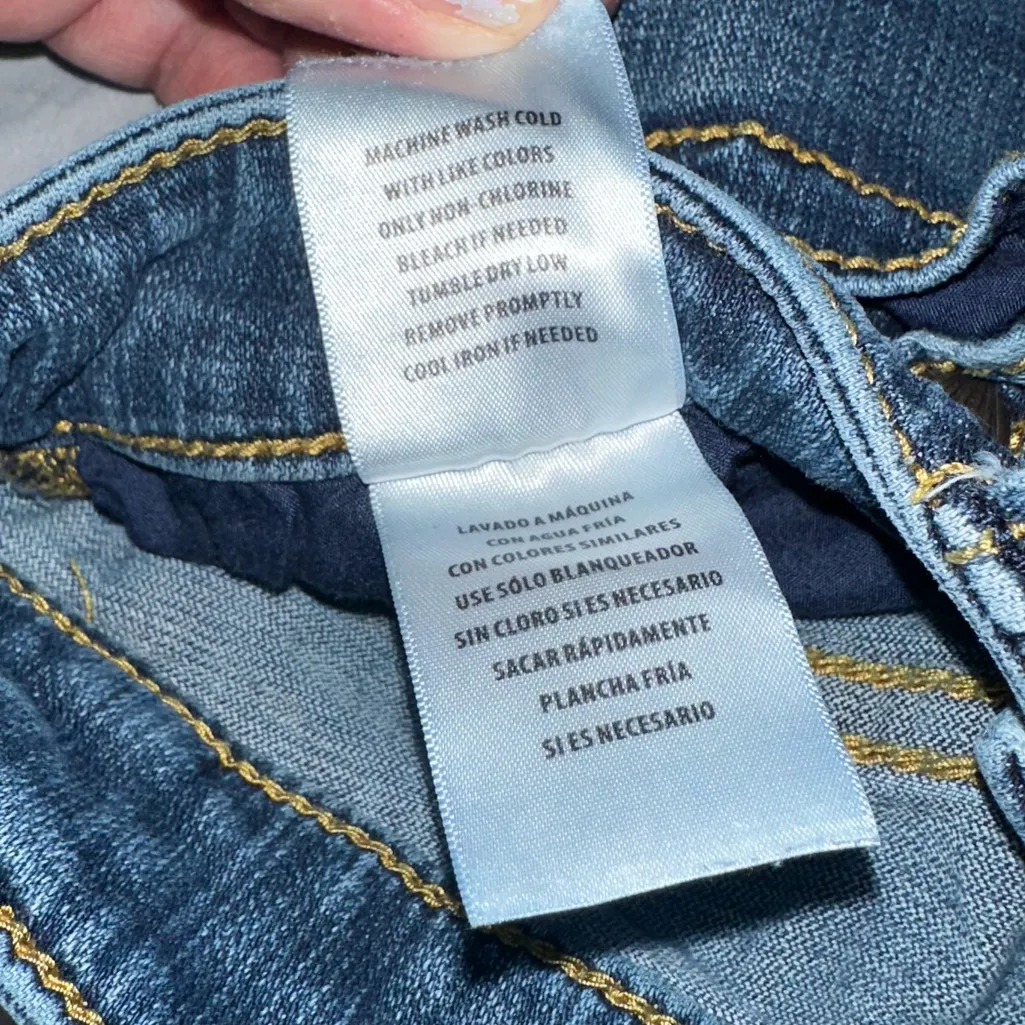 MACHINE WASH COLD
WITH LIKE COLORS
ONLY NON-CHLORINE
BLEACH IF NEEDED
TUMBLE DRY LOW
REMOVE PROMPTLY
COOL IRON IF NEEDED
LAVADO A MÁQUINA
CON AGUA FRÍA
CON COLORES SIMILARES
USE SÓLO BLANQUEADOR
SIN CLORO SI ES NECESARIO
SACAR RÁPIDAMENTE
PLANCHA FRÍA
SI ES NECESARIO